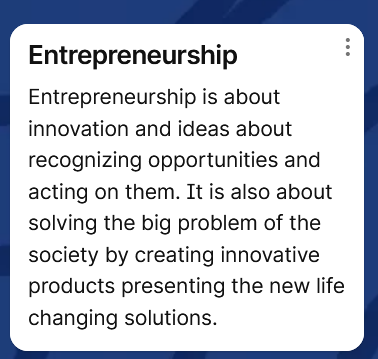 Entrepreneurship
Entrepreneurship is about
innovation and ideas about
recognizing opportunities and
acting on them. It is also about
solving the big problem of the
society by creating innovative
products presenting the new life
changing solutions.